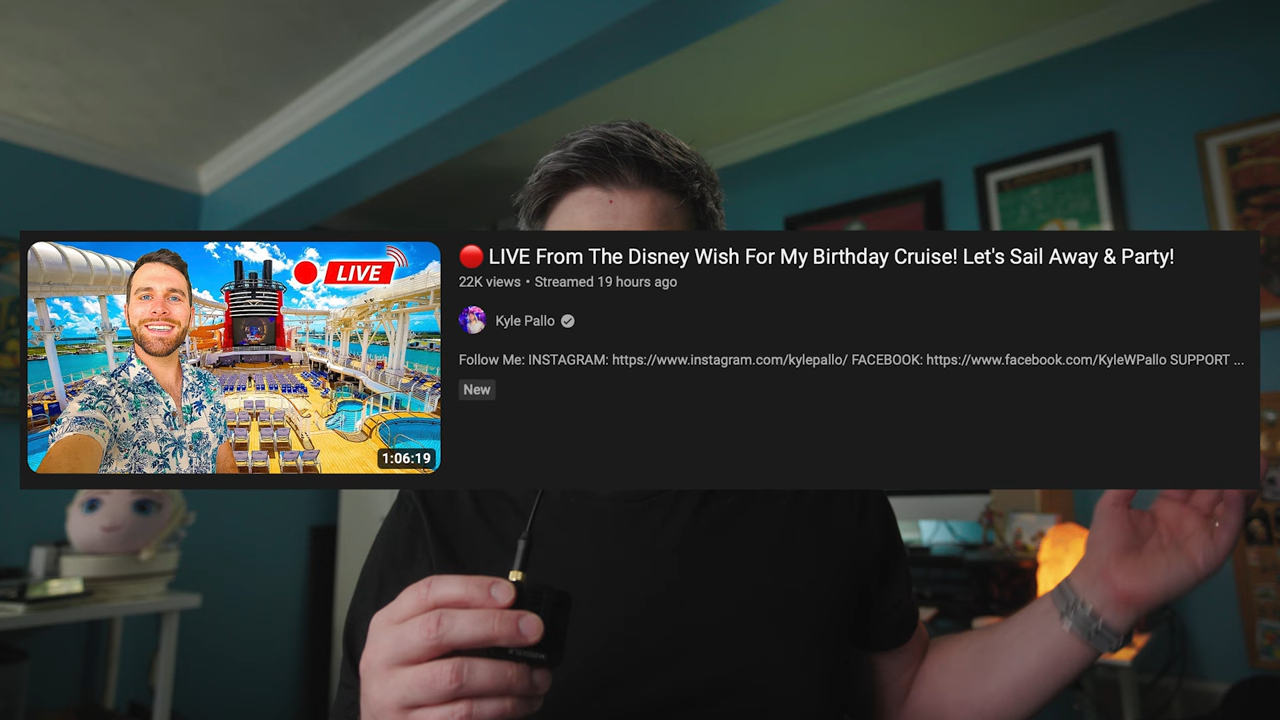 LIVE
1:06:19
🔴 LIVE From The Disney Wish For My Birthday Cruise! Let's Sail Away & Party!
22K views • Streamed 19 hours ago
Kyle Pallo
Follow Me: INSTAGRAM: https://www.instagram.com/kylepallo/ FACEBOOK: https://www.facebook.com/KyleWPallo SUPPORT ...
New